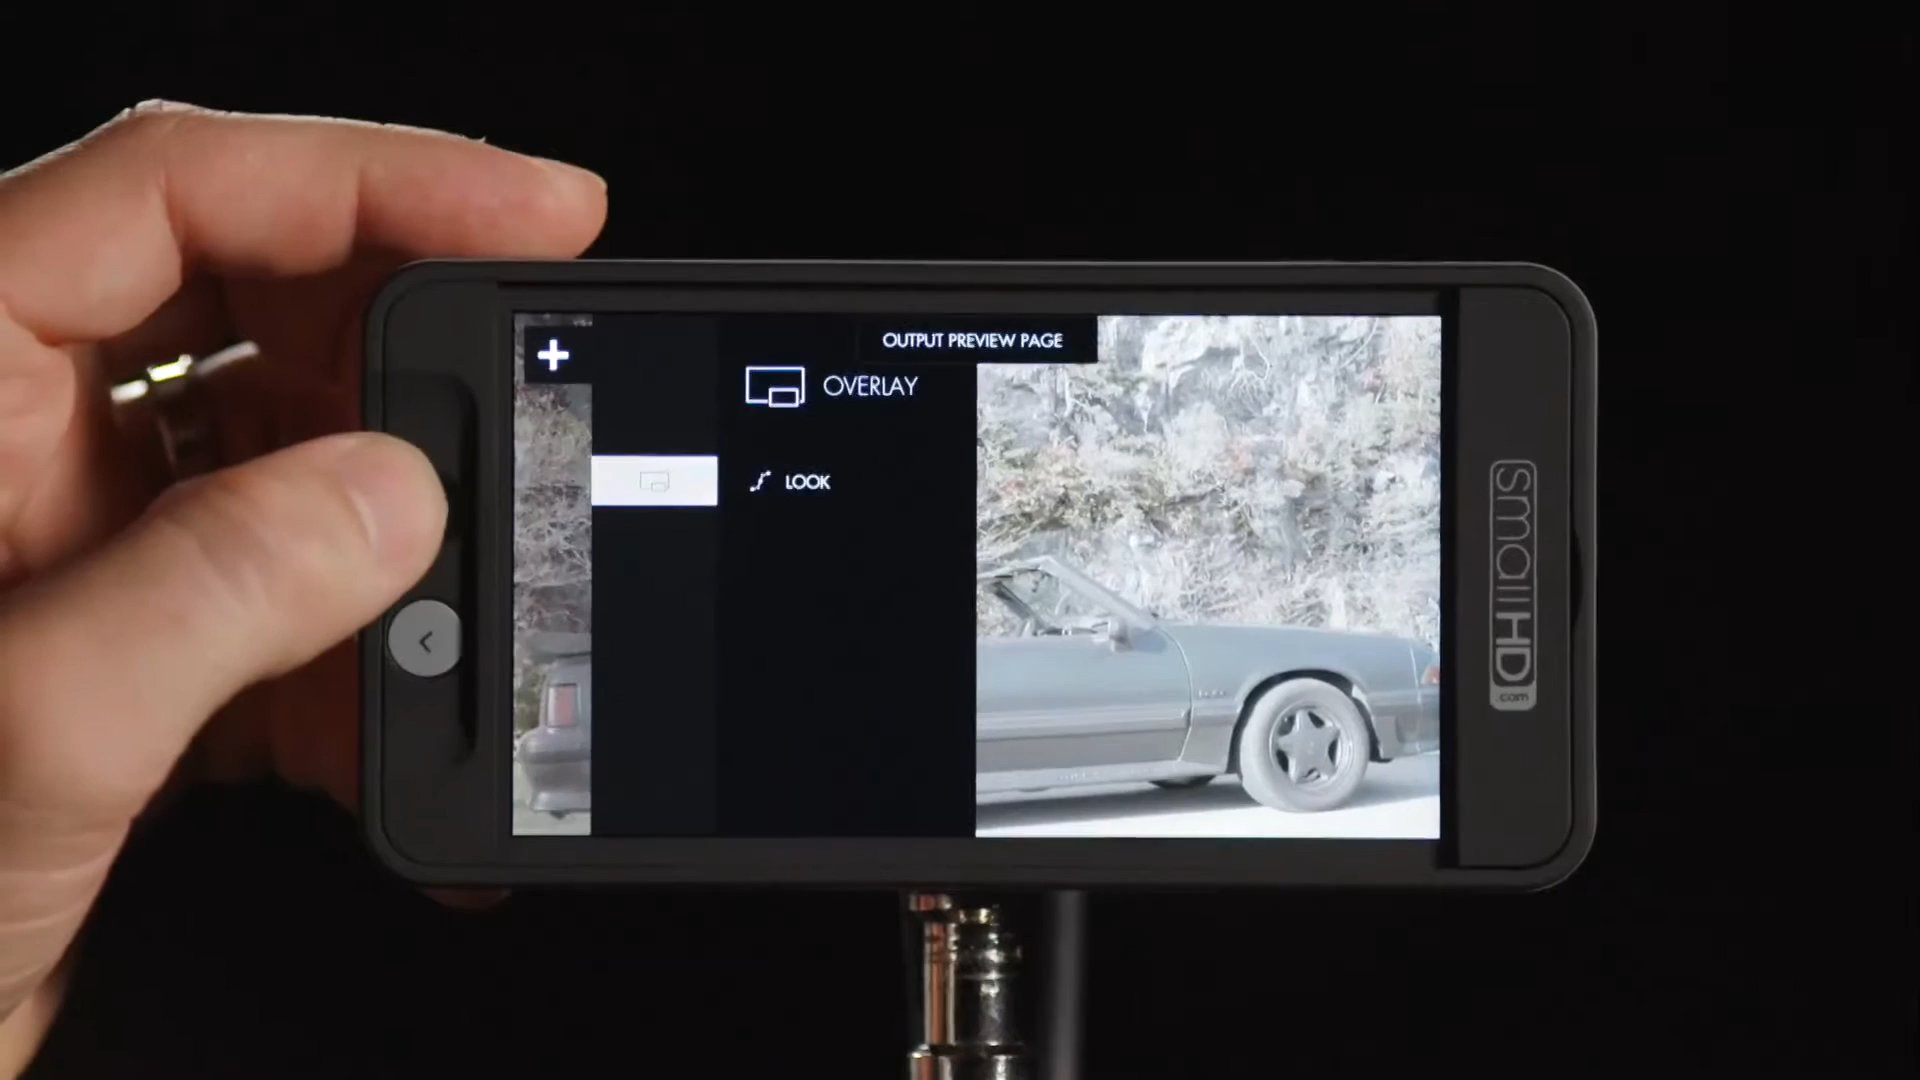 OUTPUT PREVIEW PAGE
OVERLAY
LOOK
smallHD
.com